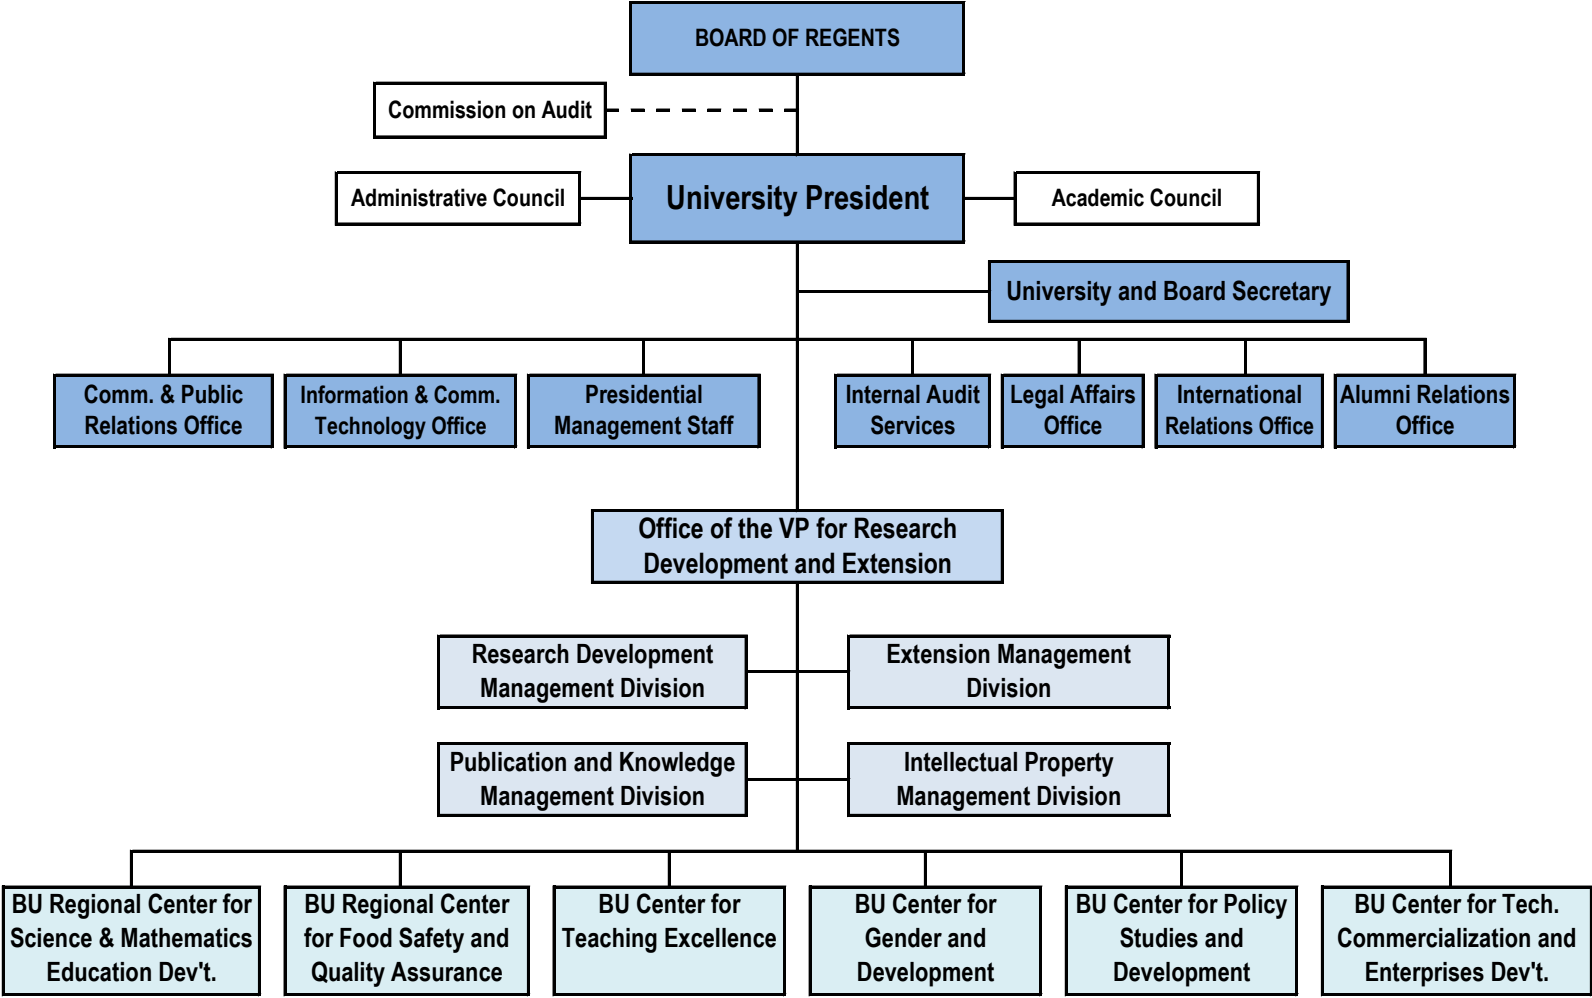 BOARD OF REGENTS
Commission on Audit
Administrative Council
University President
Academic Council
University and Board Secretary
Comm. & Public
Relations Office
Information & Comm.
Technology Office
Presidential
Management Staff
Internal Audit
Services
Legal Affairs
Office
International
Relations Office
Alumni Relations
Office
Office of the VP for Research
Development and Extension
Research Development
Management Division
Extension Management
Division
Publication and Knowledge
Management Division
Intellectual Property
Management Division
BU Regional Center for
Science & Mathematics
Education Dev't.
BU Regional Center
for Food Safety and
Quality Assurance
BU Center for
Teaching Excellence
BU Center for
Gender and
Development
BU Center for Policy
Studies and
Development
BU Center for Tech.
Commercialization and
Enterprises Dev't.